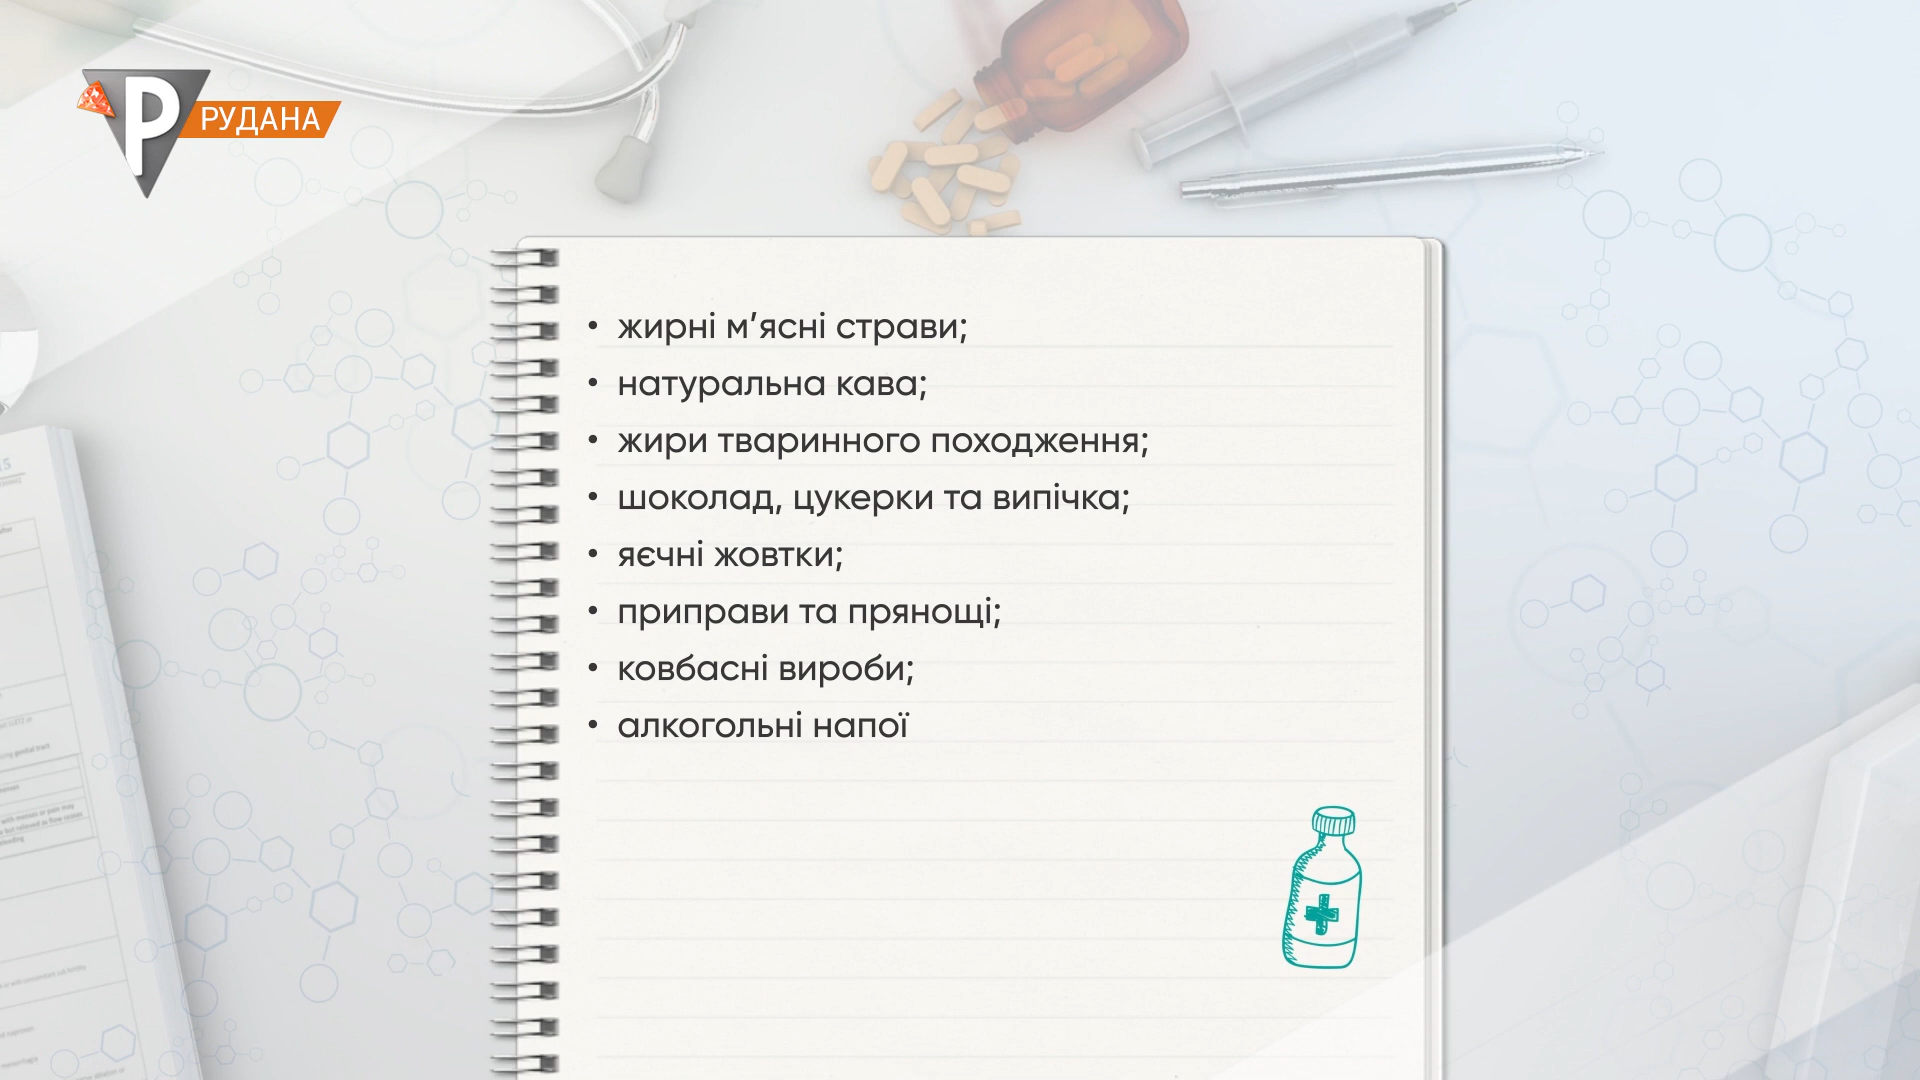 Р РУДАНА
• жирні м’ясні страви;
• натуральна кава;
• жири тваринного походження;
• шоколад, цукерки та випічка;
• яєчні жовтки;
• приправи та прянощі;
• ковбасні вироби;
• алкогольні напої